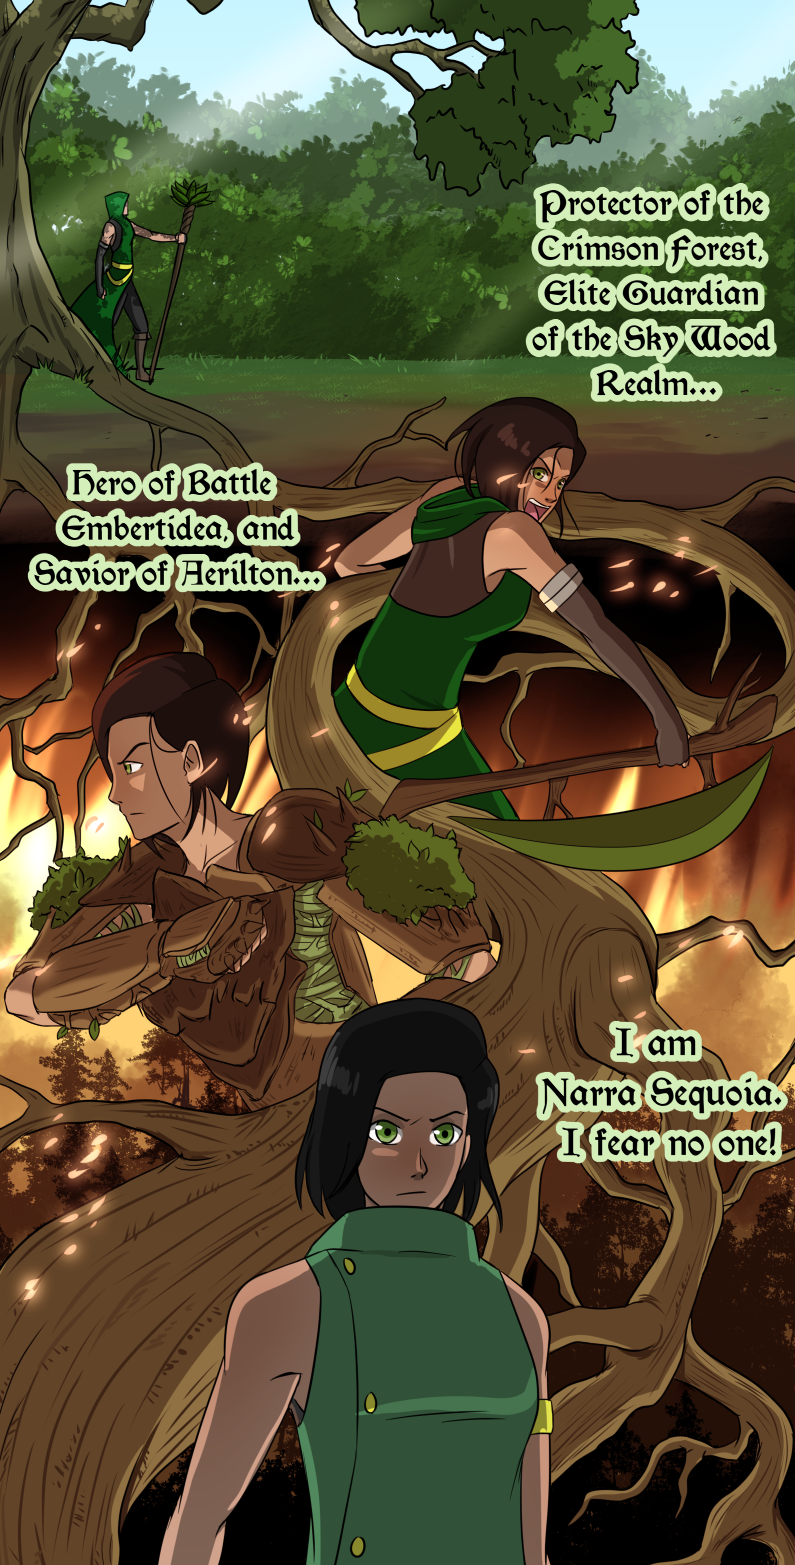 Protector of the
Crimson Forest,
Elite Guardian
of the Sky Wood
Realm...
Hero of Battle
Embertidea, and
Savior of Aerilton...
I am
Narra Sequoia.
I fear no one!